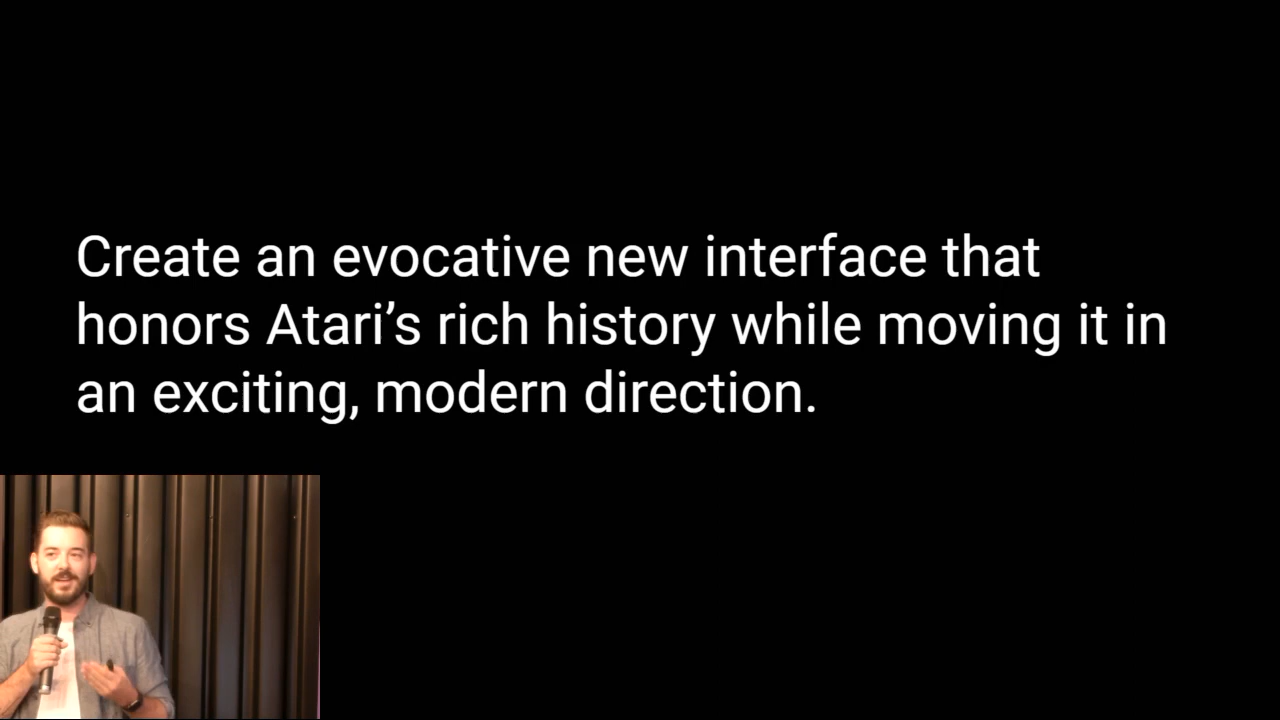 Create an evocative new interface that
honors Atari’s rich history while moving it in
an exciting, modern direction.